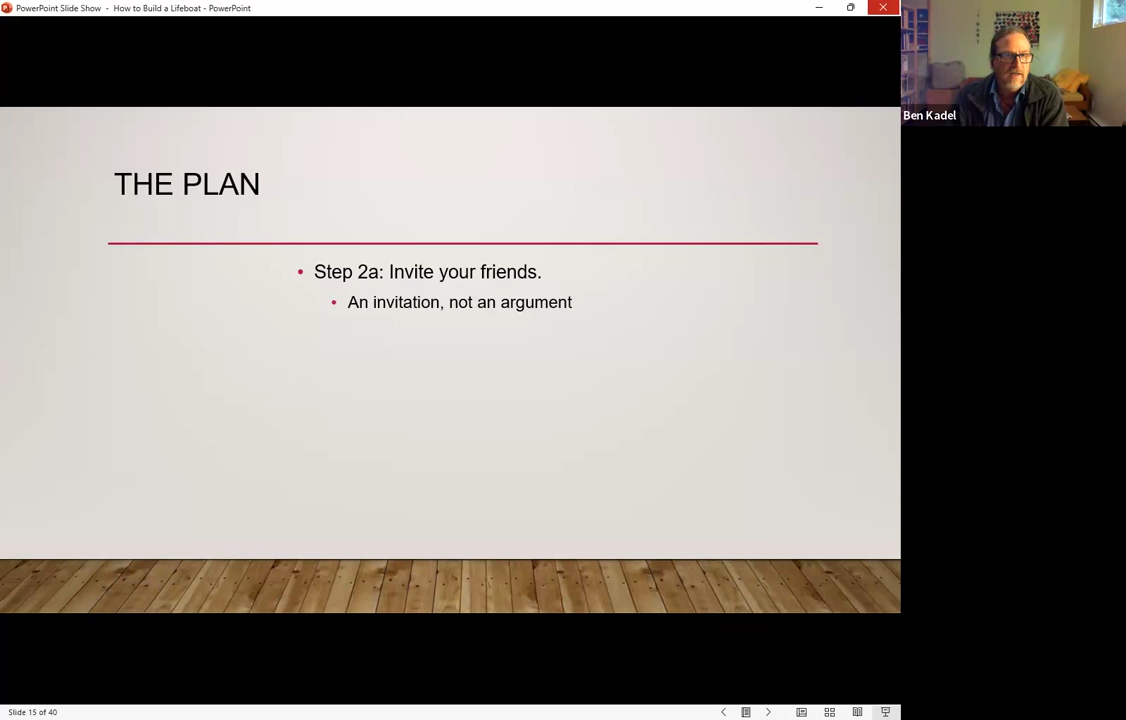 PowerPoint Slide Show - How to Build a Lifeboat - PowerPoint
Ben Kadel
THE PLAN
• Step 2a: Invite your friends.
• An invitation, not an argument
Slide 15 of 40